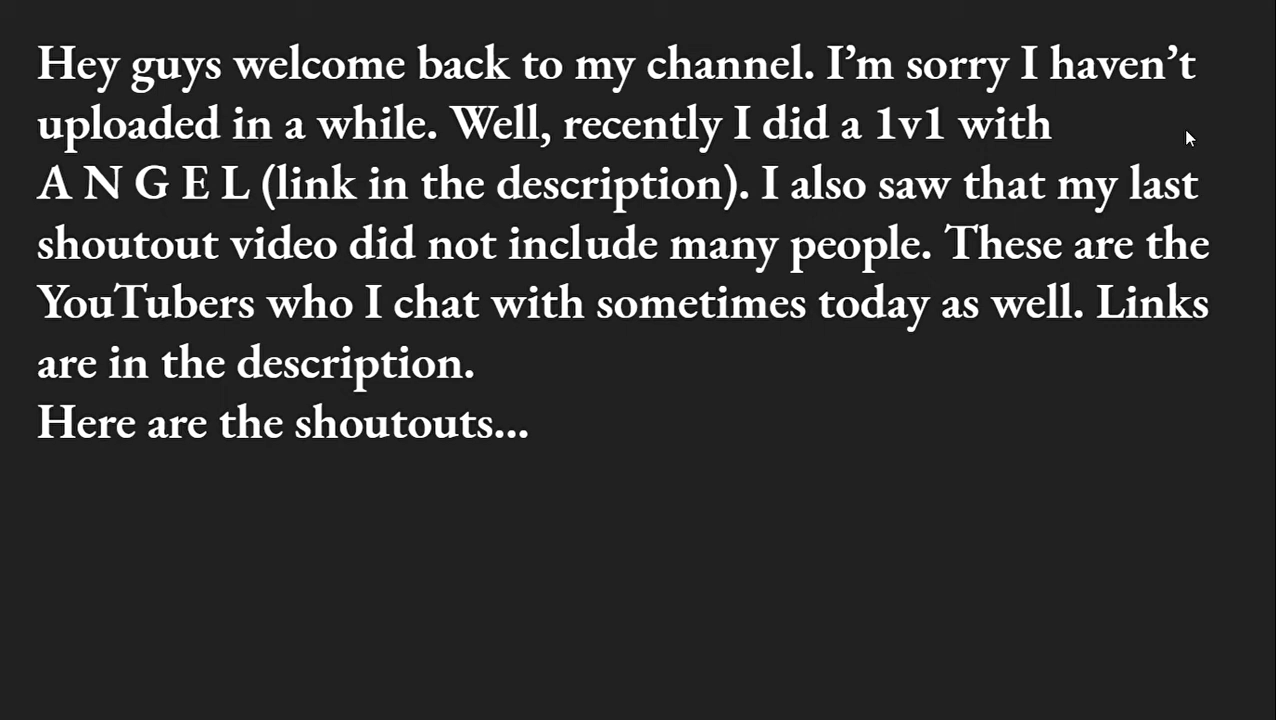 Hey guys welcome back to my channel. I’m sorry I haven’t
uploaded in a while. Well, recently I did a 1v1 with
A N G E L (link in the description). I also saw that my last
shoutout video did not include many people. These are the
YouTubers who I chat with sometimes today as well. Links
are in the description.
Here are the shoutouts...